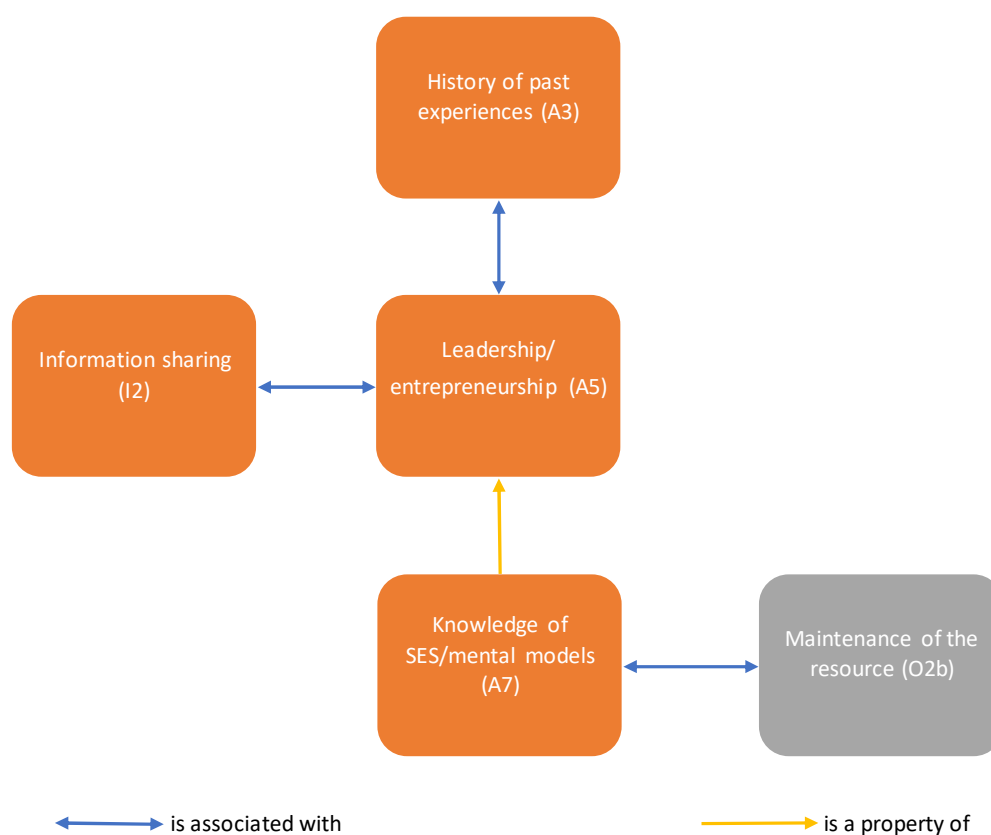 History of past
experiences (A3)
Information sharing
(I2)
Leadership/
entrepreneurship (A5)
Knowledge of
SES/mental models
(A7)
Maintenance of the
resource (O2b)
is associated with
is a property of